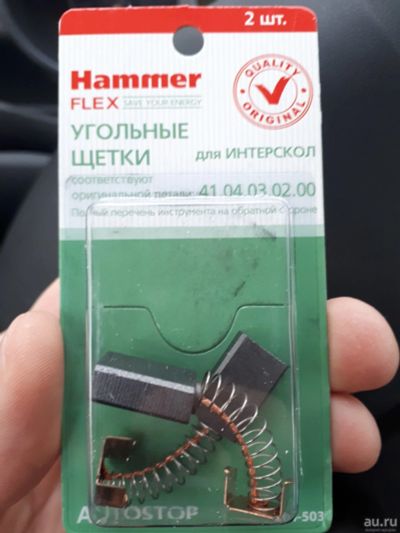 2 шт.
Hammer
FLEX SAVE YOUR ENERGY
QUALITY
ORIGINAL
УГОЛЬНЫЕ
ЩЕТКИ для ИНТЕРСКОЛ
соответствуют
оригинальной детали: 41.04.03.02.00
Полный перечень инструмента на обратной стороне
AUTOSTOP
-503
au.ru